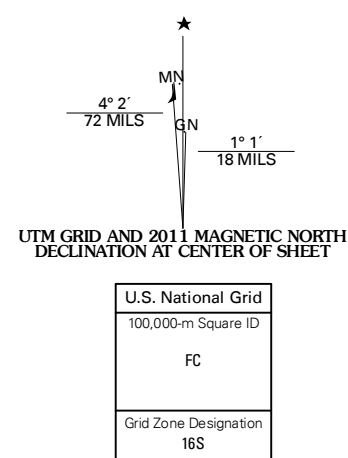 MN
4° 2´
72 MILS
GN
1° 1´
18 MILS
UTM GRID AND 2011 MAGNETIC NORTH
DECLINATION AT CENTER OF SHEET
U.S. National Grid
100,000-m Square ID
FC
Grid Zone Designation
16S